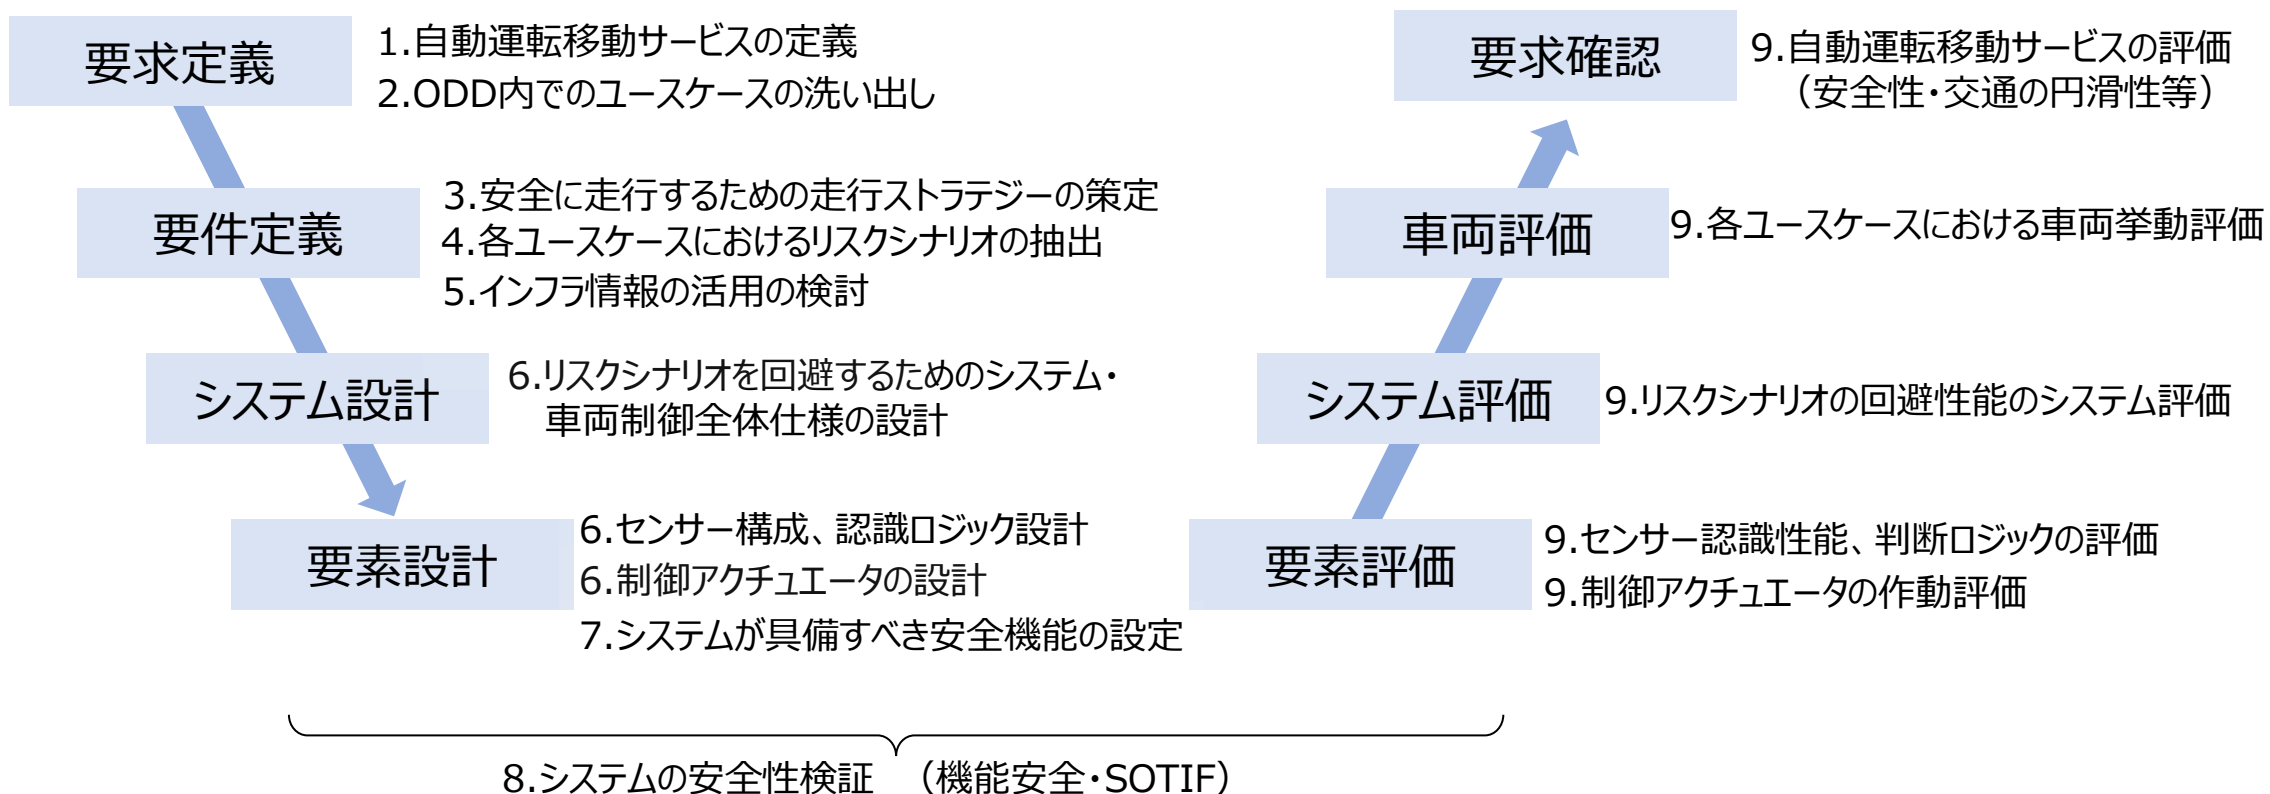 要求定義
1.自動運転移動サービスの定義
2.ODD内でのユースケースの洗い出し
要件定義
3.安全に走行するための走行ストラテジーの策定
4.各ユースケースにおけるリスクシナリオの抽出
5.インフラ情報の活用の検討
システム設計
6.リスクシナリオを回避するためのシステム・
車両制御全体仕様の設計
要素設計
6.センサー構成、認識ロジック設計
6.制御アクチュエータの設計
7.システムが具備すべき安全機能の設定
要求確認
9.自動運転移動サービスの評価
（安全性・交通の円滑性等）
車両評価
9.各ユースケースにおける車両挙動評価
システム評価
9.リスクシナリオの回避性能のシステム評価
要素評価
9.センサー認識性能、判断ロジックの評価
9.制御アクチュエータの作動評価
8.システムの安全性検証　（機能安全・SOTIF）